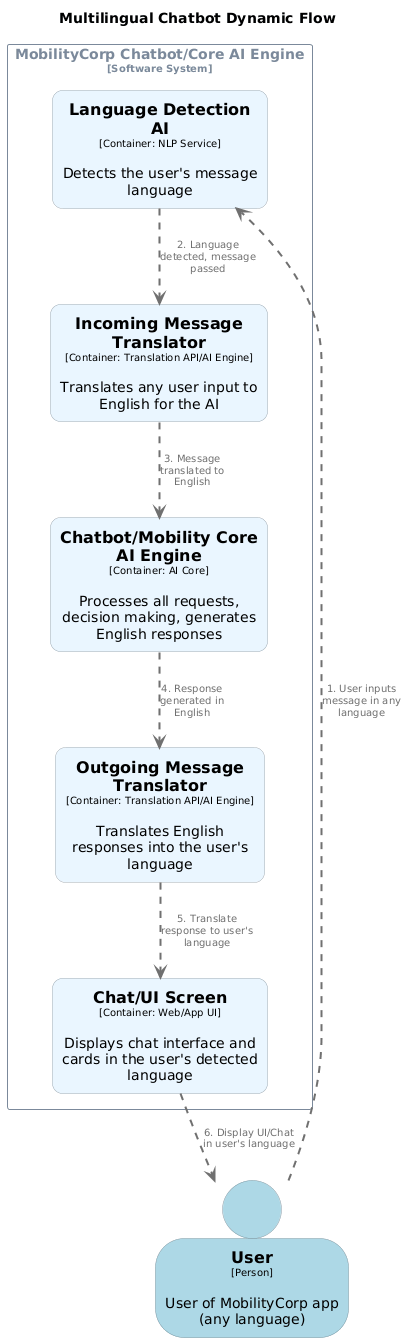 Multilingual Chatbot Dynamic Flow
MobilityCorp Chatbot/Core AI Engine
[Software System]
Language Detection
AI
[Container: NLP Service]
Detects the user's message
language
2. Language
detected, message
passed
Incoming Message
Translator
[Container: Translation API/AI Engine]
Translates any user input to
English for the AI
3. Message
translated to
English
Chatbot/Mobility Core
AI Engine
[Container: AI Core]
Processes all requests,
decision making, generates
English responses
4. Response
generated in
English
1. User inputs
message in any
language
Outgoing Message
Translator
[Container: Translation API/AI Engine]
Translates English
responses into the user's
language
5. Translate
response to user's
language
Chat/UI Screen
[Container: Web/App UI]
Displays chat interface and
cards in the user's detected
language
6. Display UI/Chat
in user's language
User
[Person]
User of MobilityCorp app
(any language)